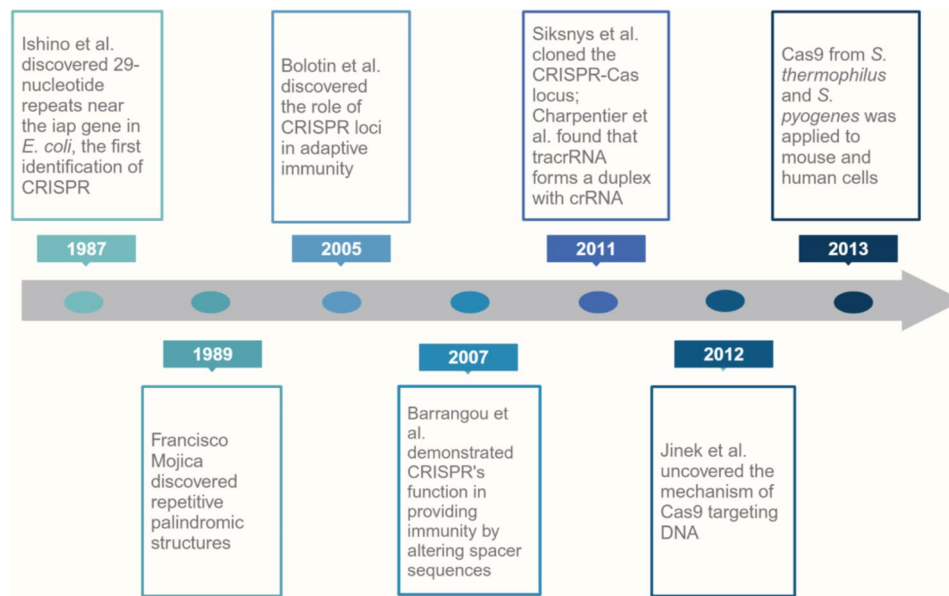 Ishino et al.
discovered 29-
nucleotide
repeats near
the iap gene in
E. coli, the first
identification of
CRISPR
1987
Francisco
Mojica
discovered
repetitive
palindromic
structures
1989
Bolotin et al.
discovered
the role of
CRISPR loci
in adaptive
immunity
2005
2007
Barrangou et
al.
demonstrated
CRISPR's
function in
providing
immunity by
altering spacer
sequences
Siksnys et al.
cloned the
CRISPR-Cas
locus;
Charpentier et
al. found that
tracrRNA
forms a duplex
with crRNA
2011
2012
Jinek et al.
uncovered the
mechanism of
Cas9 targeting
DNA
Cas9 from S.
thermophilus
and S.
pyogenes was
applied to
mouse and
human cells
2013